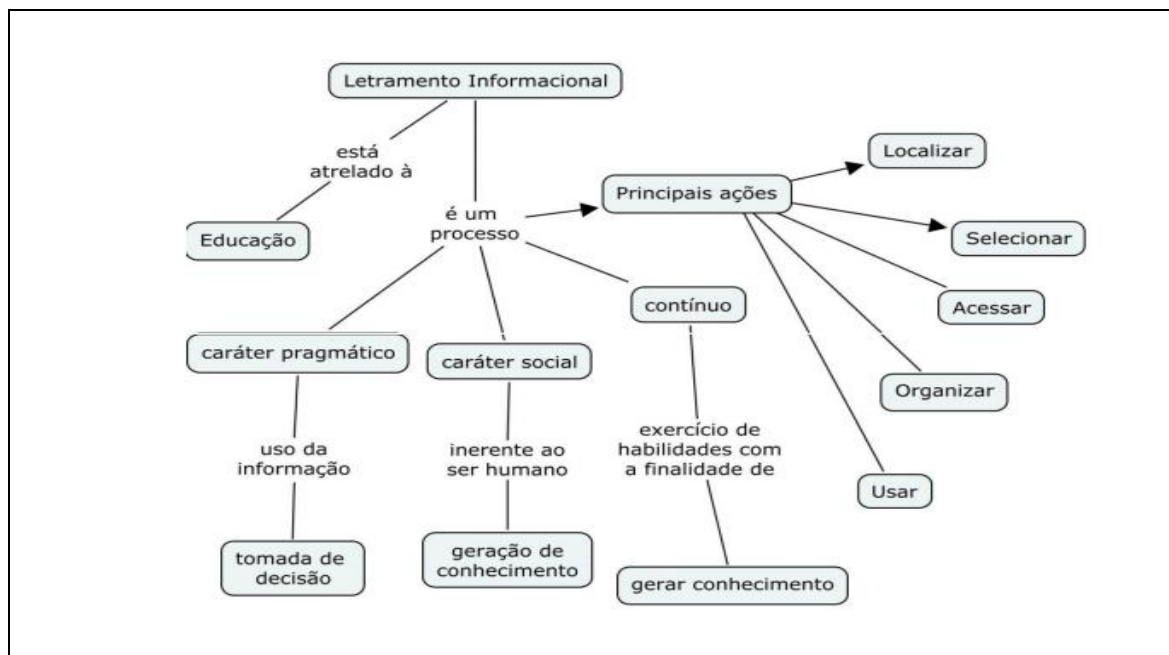 Letramento Informacional
está
atrelado à
Educação
é um
processo
Principais ações
Localizar
Selecionar
Acessar
Organizar
Usar
contínuo
caráter pragmático
caráter social
uso da
informação
inerente ao
ser humano
exercício de
habilidades com
a finalidade de
tomada de
decisão
geração de
conhecimento
gerar conhecimento